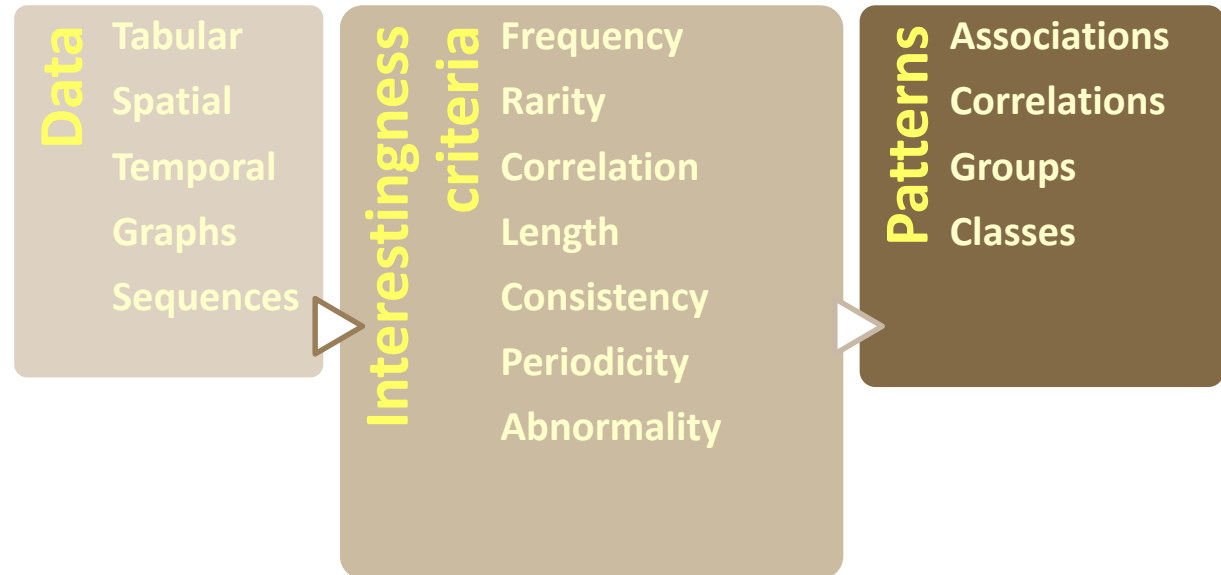 Data
Tabular
Spatial
Temporal
Graphs
Sequences
Interestingness
criteria
Frequency
Rarity
Correlation
Length
Consistency
Periodicity
Abnormality
Patterns
Associations
Correlations
Groups
Classes